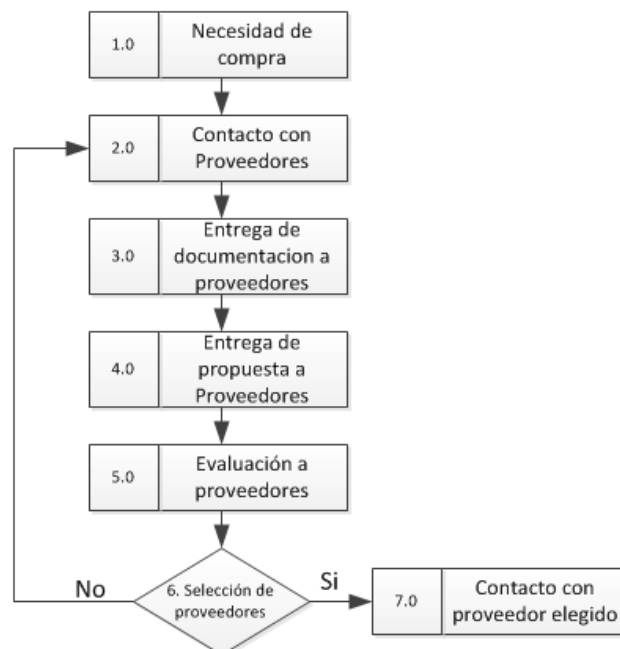 1.0
Necesidad de
compra
2.0
Contacto con
Proveedores
3.0
Entrega de
documentacion a
proveedores
4.0
Entrega de
propuesta a
Proveedores
5.0
Evaluación a
proveedores
No
6. Selección de
proveedores
Si
7.0
Contacto con
proveedor elegido